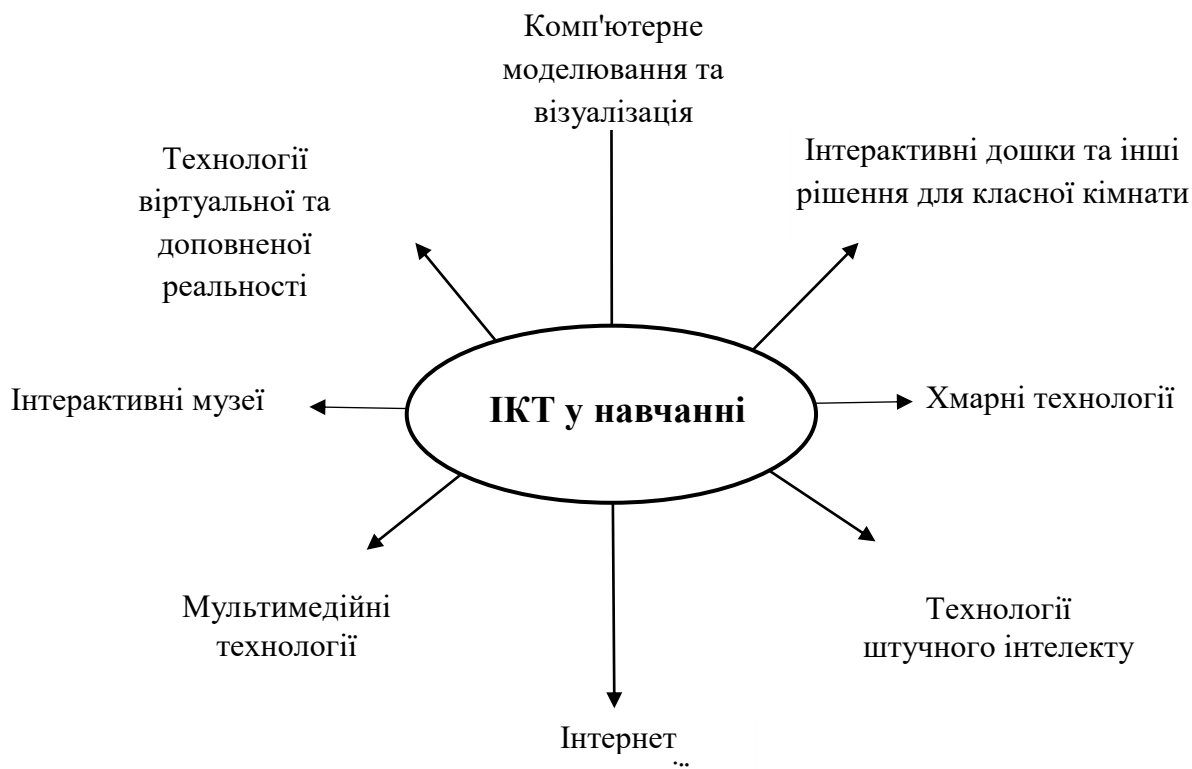 Комп'ютерне
моделювання та
візуалізація
Технології
віртуальної та
доповненої
реальності
Інтерактивні дошки та інші
рішення для класної кімнати
Інтерактивні музеї
ІКТ у навчанні
Хмарні технології
Мультимедійні
технології
Технології
штучного інтелекту
Інтернет